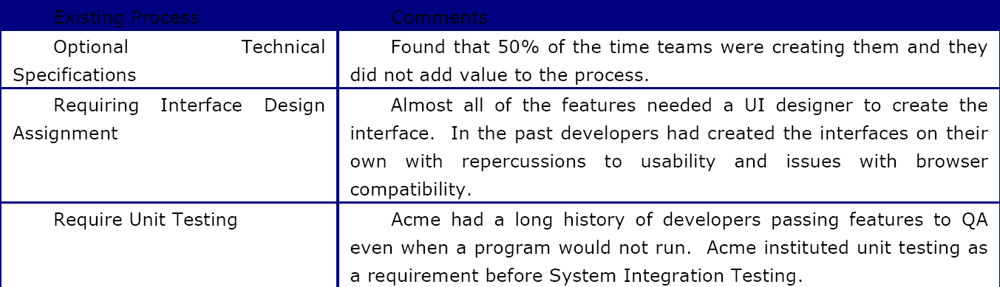 Existing Process
Comments
Optional Technical
Specifications
Found that 50% of the time teams were creating them and they
did not add value to the process.
Requiring Interface Design
Assignment
Almost all of the features needed a UI designer to create the
interface.  In the past developers had created the interfaces on their
own with repercussions to usability and issues with browser
compatibility.
Require Unit Testing
Acme had a long history of developers passing features to QA
even when a program would not run.  Acme instituted unit testing as
a requirement before System Integration Testing.